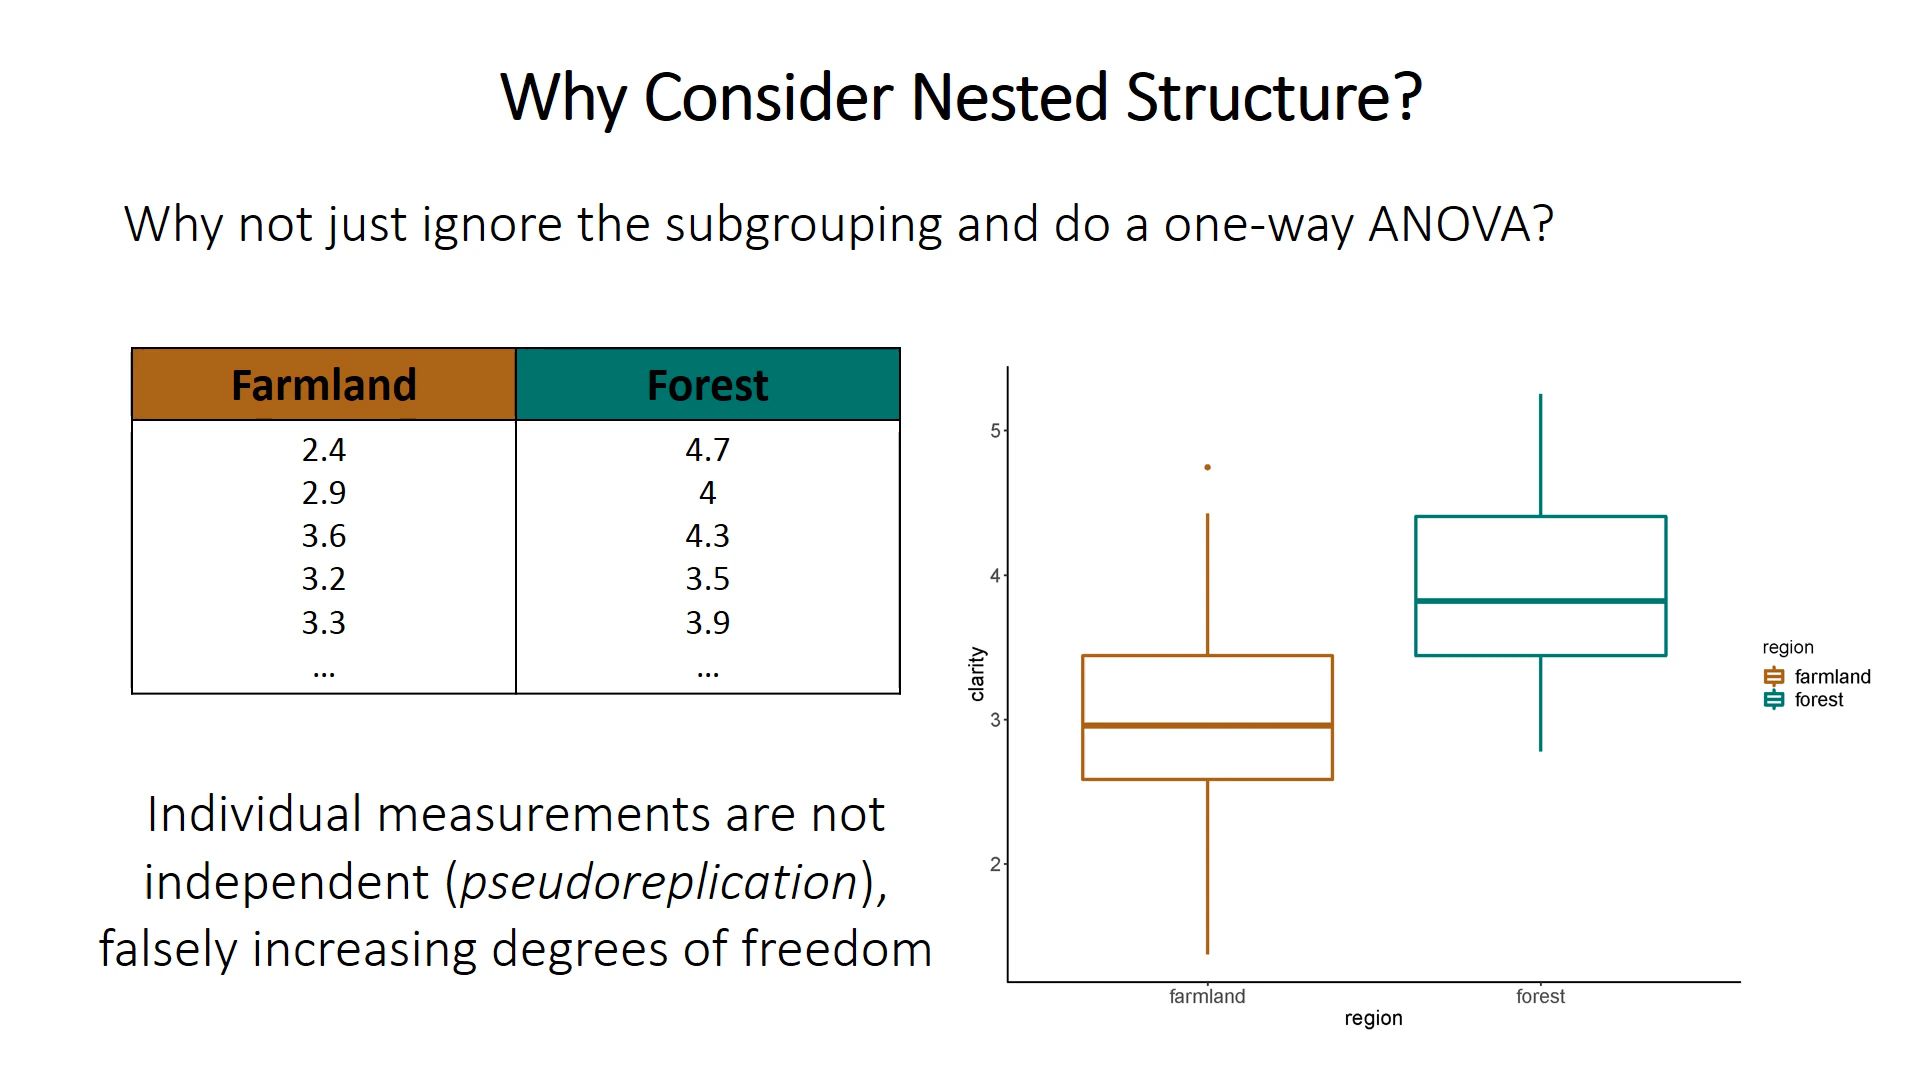 Why Consider Nested Structure?
Why not just ignore the subgrouping and do a one-way ANOVA?
Farmland Forest
2.4 4.7
2.9 4
3.6 4.3
3.2 3.5
3.3 3.9
... ...
Individual measurements are not
independent (pseudoreplication),
falsely increasing degrees of freedom
5
4
3
2
clarity
farmland forest
region
region
farmland
forest